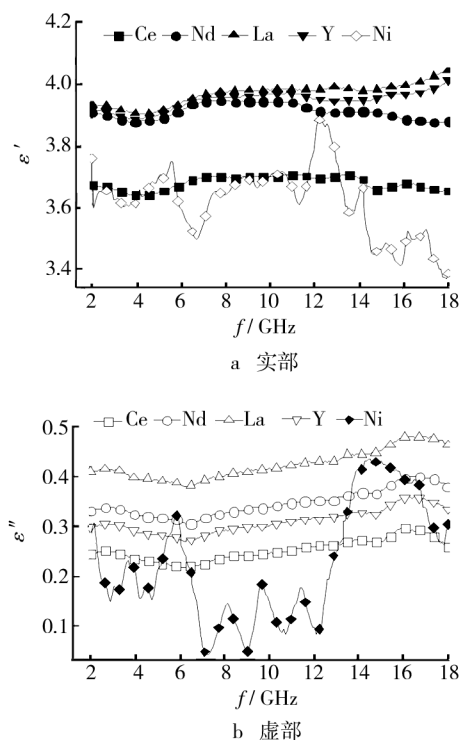 Ce Nd La Y Ni
4.2
4.0
3.8
3.6
3.4
ε′
2 4 6 8 10 12 14 16 18
f / GHz
a 实部
Ce Nd La Y Ni
0.5
0.4
0.3
0.2
0.1
ε″
2 4 6 8 10 12 14 16 18
f / GHz
b 虚部